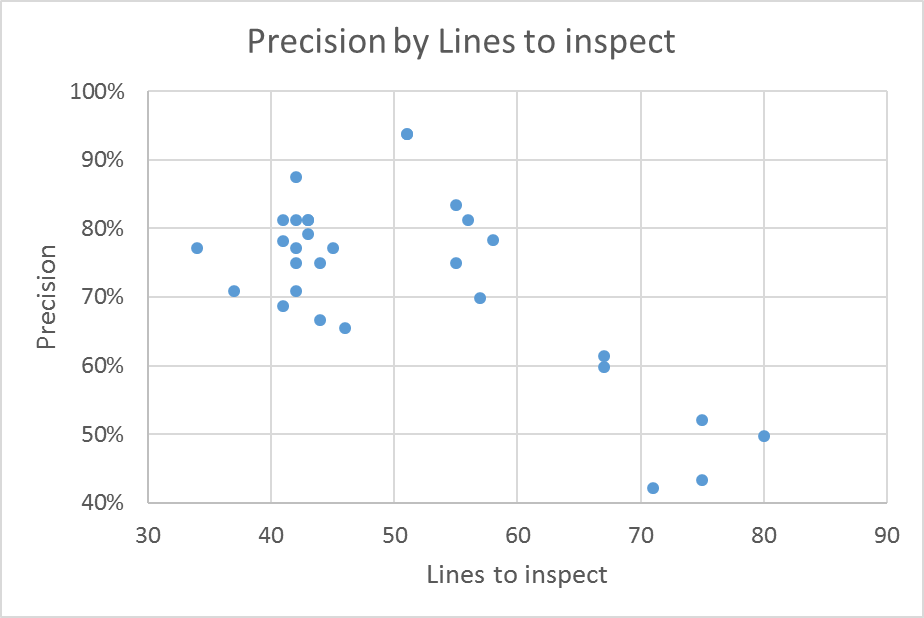 Precision by Lines to inspect
100%
90%
80%
70%
60%
50%
40%
Precision
30 40 50 60 70 80 90
Lines to inspect